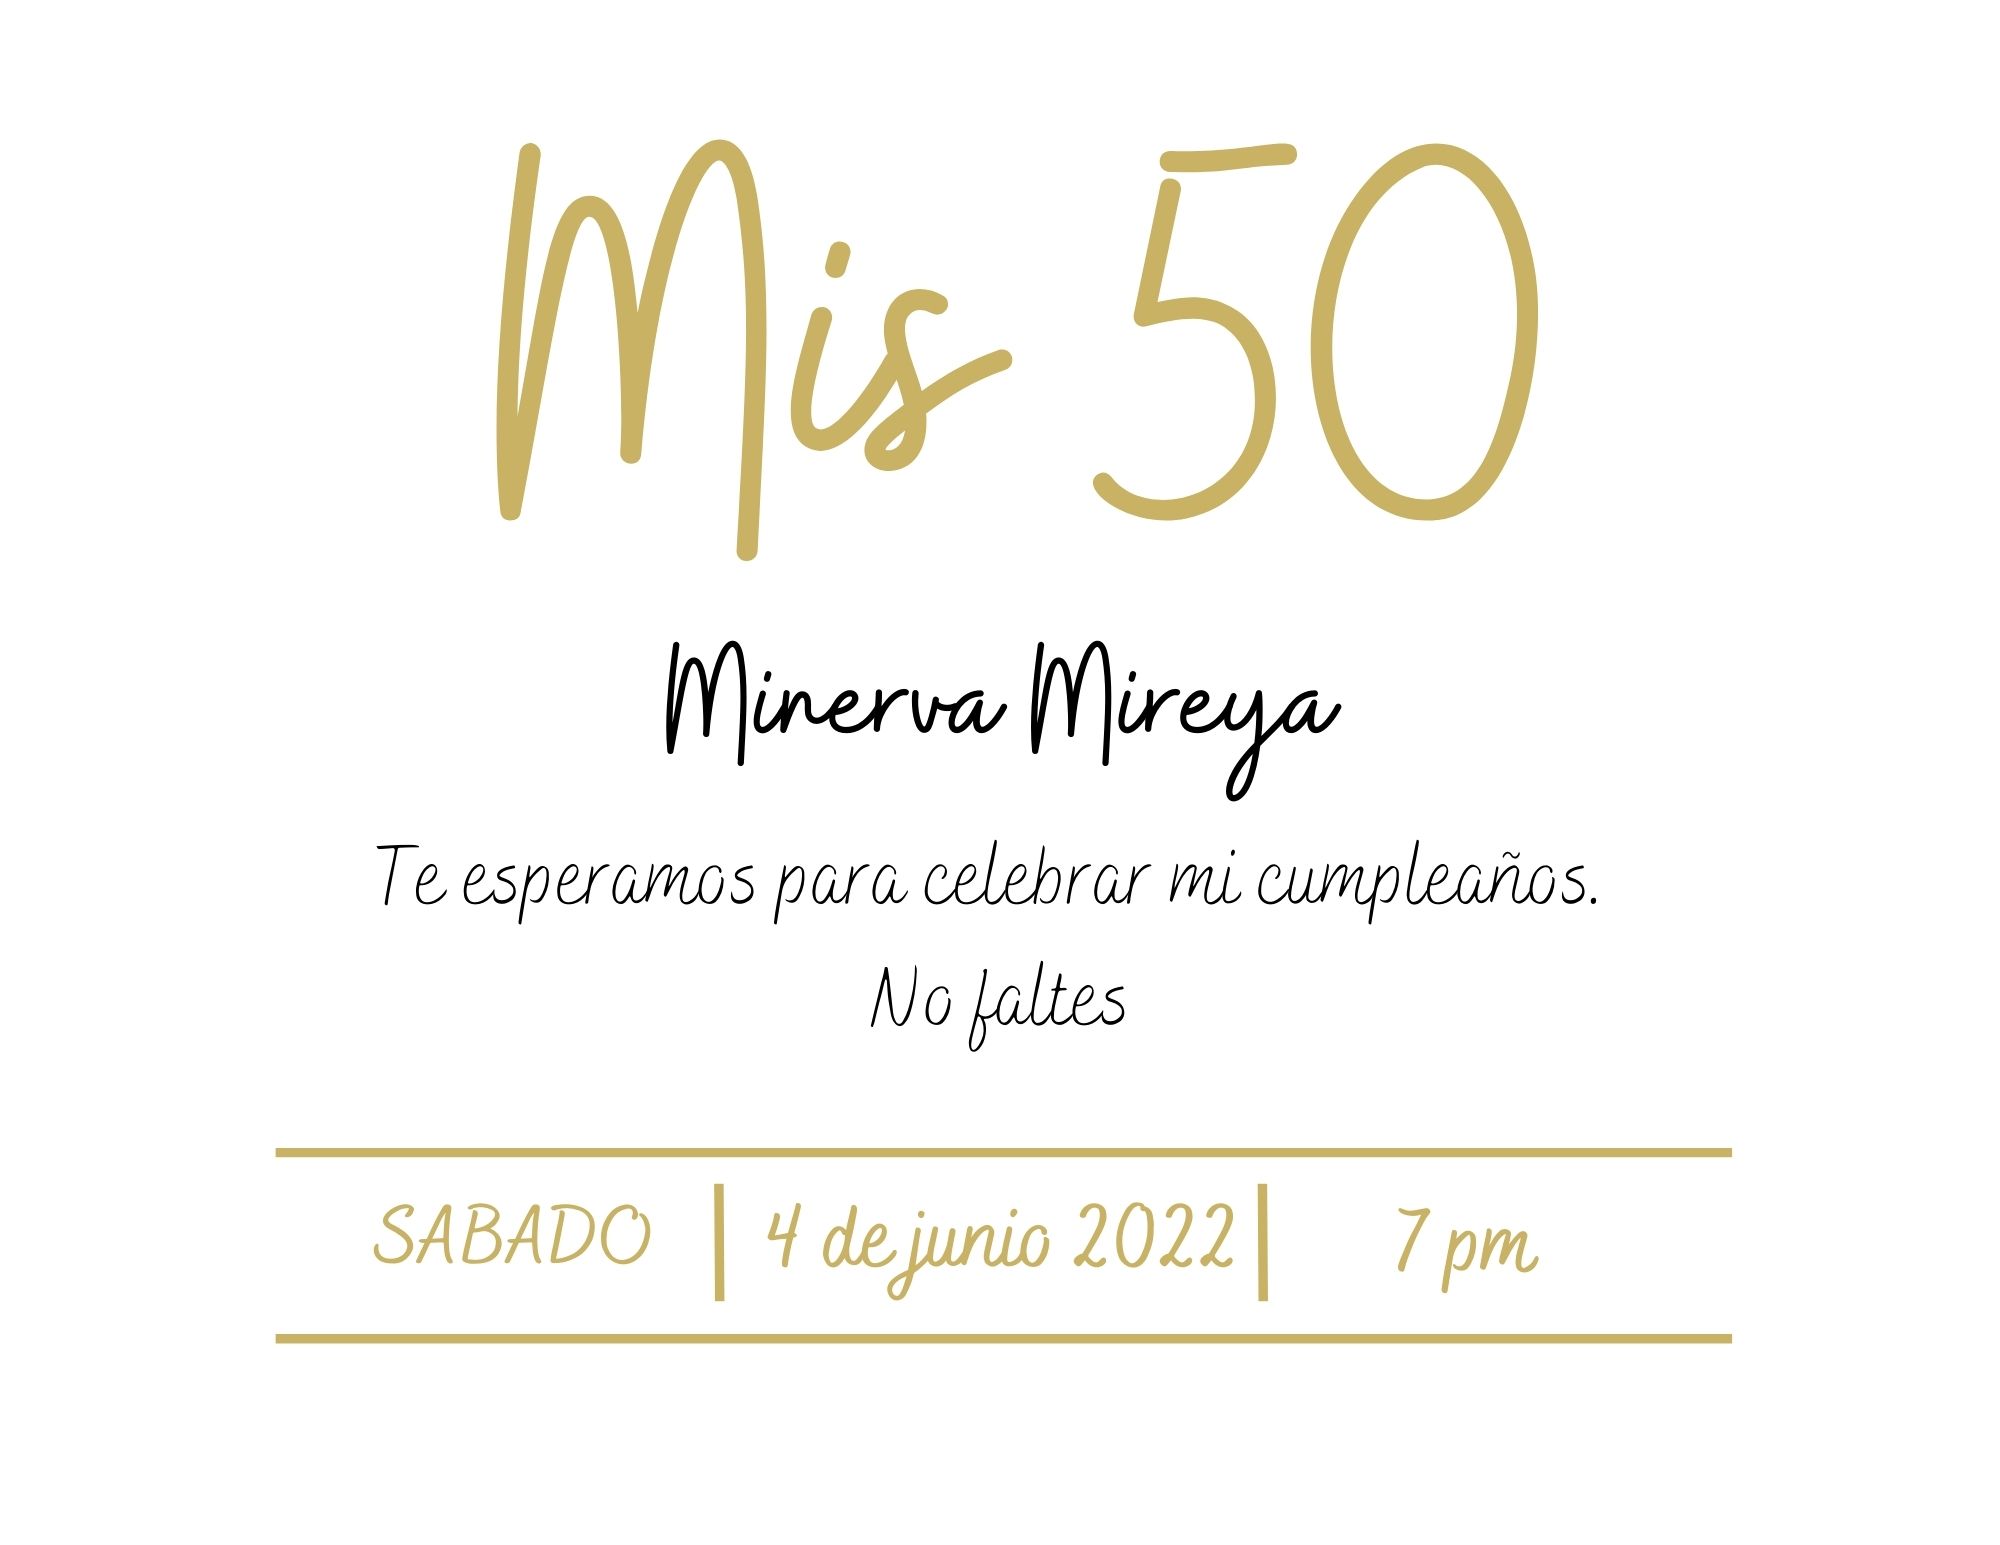 Mis 50
Minerva Mireya
Te esperamos para celebrar mi cumpleaños.
No faltes
SABADO 4 de junio 2022 7 pm